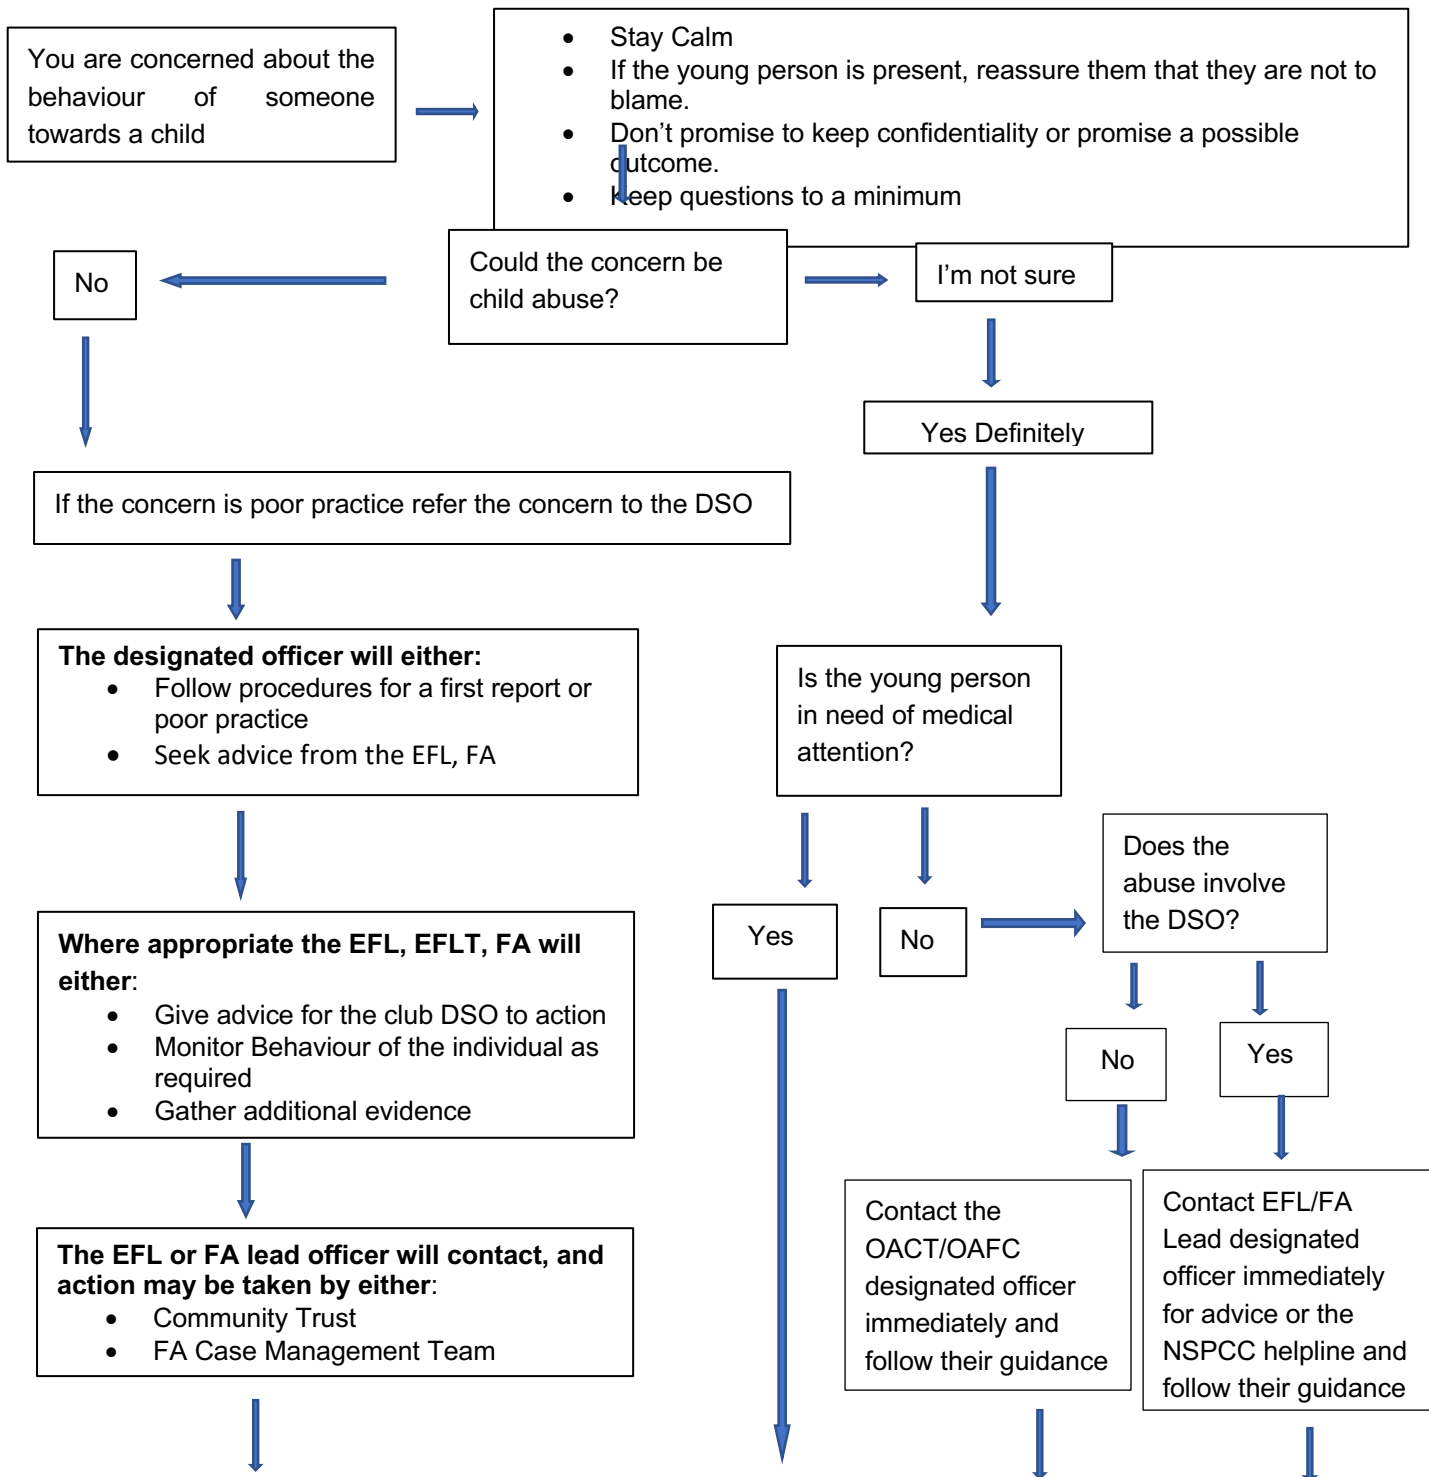 You are concerned about the
behaviour of someone
towards a child
• Stay Calm
• If the young person is present, reassure them that they are not to
blame.
• Don’t promise to keep confidentiality or promise a possible
outcome.
• Keep questions to a minimum
No
Could the concern be
child abuse?
I’m not sure
Yes Definitely
If the concern is poor practice refer the concern to the DSO
The designated officer will either:
• Follow procedures for a first report or
poor practice
• Seek advice from the EFL, FA
Is the young person
in need of medical
attention?
Does the
abuse involve
the DSO?
Yes
No
Where appropriate the EFL, EFLT, FA will
either:
• Give advice for the club DSO to action
• Monitor Behaviour of the individual as
required
• Gather additional evidence
No
Yes
Contact the
OACT/OAFC
designated officer
immediately and
follow their guidance
Contact EFL/FA
Lead designated
officer immediately
for advice or the
NSPCC helpline and
follow their guidance
The EFL or FA lead officer will contact, and
action may be taken by either:
• Community Trust
• FA Case Management Team